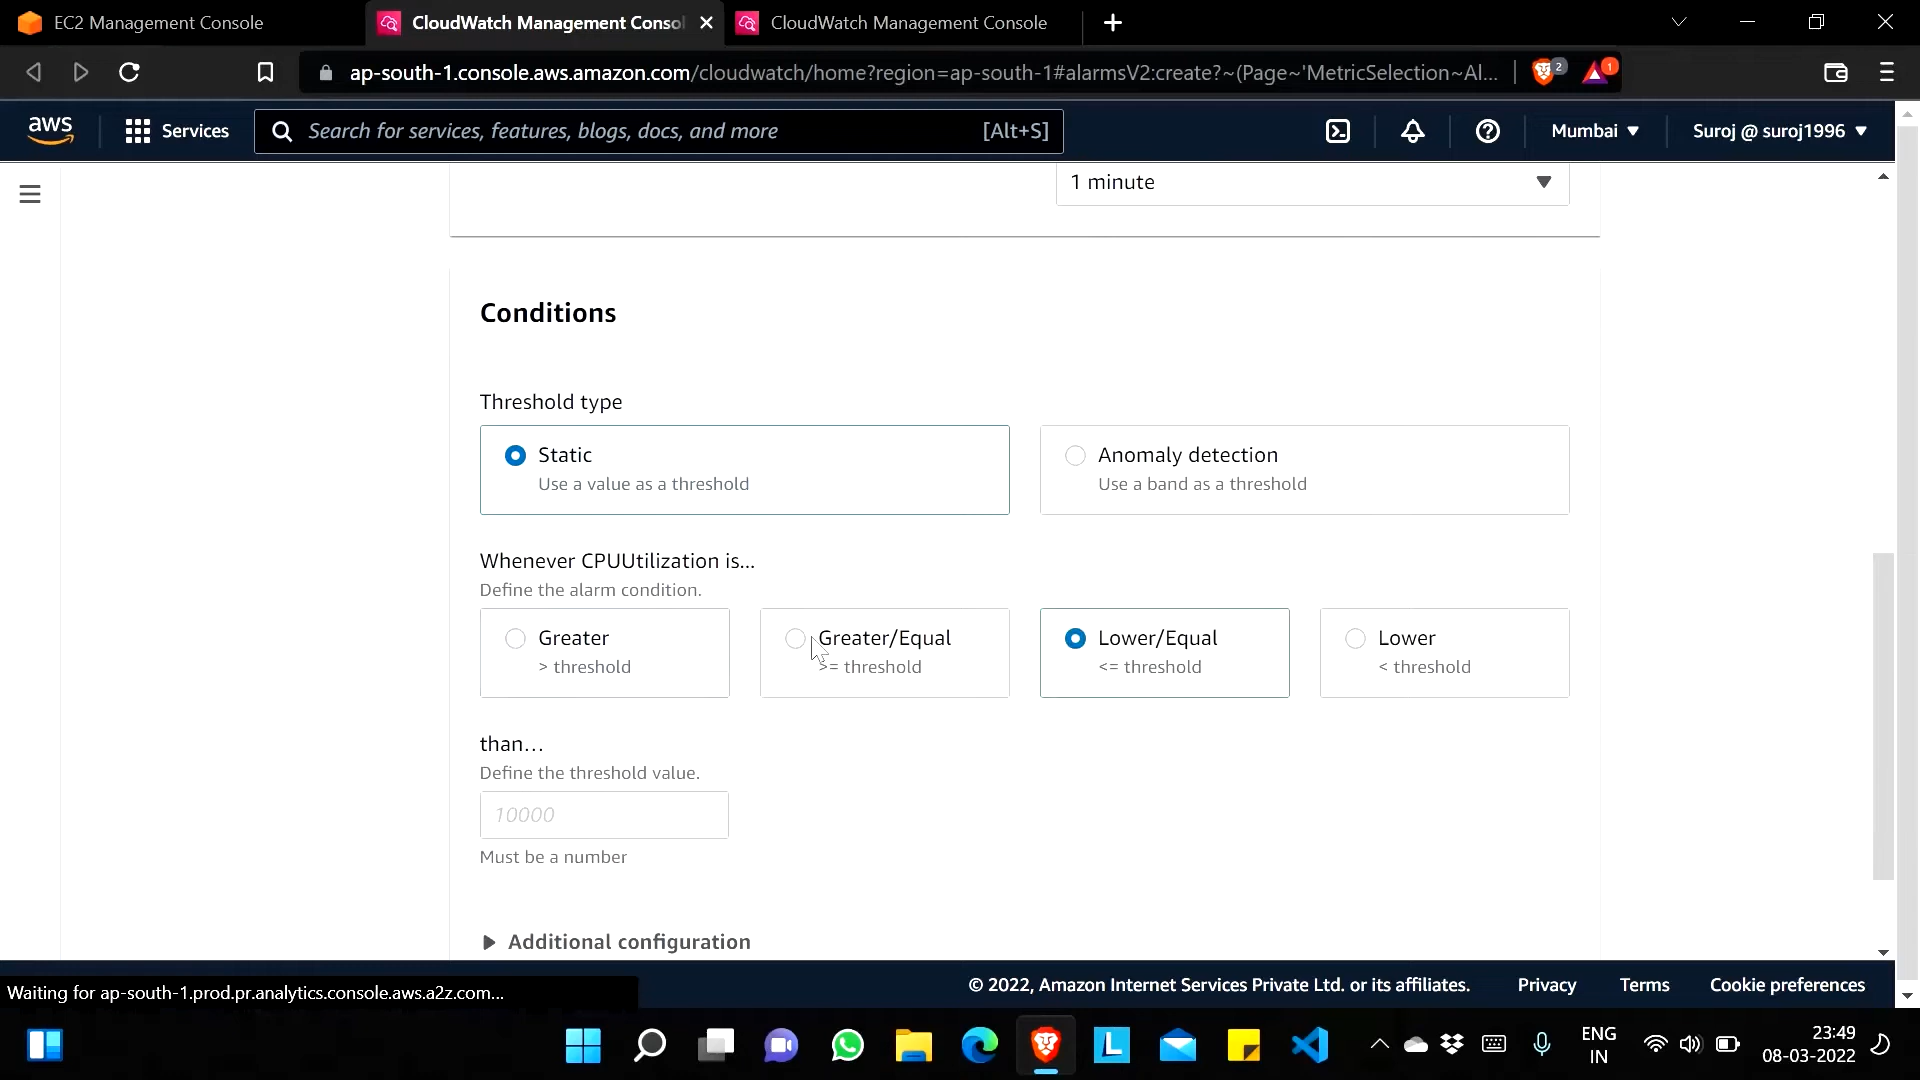 EC2 Management Console
CloudWatch Management Consol
CloudWatch Management Console
ap-south-1.console.aws.amazon.com/cloudwatch/home?region=ap-south-1#alarmsV2:create?~(Page~'MetricSelection~Al...
2
1
aws
Services
Search for services, features, blogs, docs, and more
[Alt+S]
Mumbai
Suroj @ suroj1996
1 minute
Conditions
Threshold type
Static
Use a value as a threshold
Anomaly detection
Use a band as a threshold
Whenever CPUUtilization is...
Define the alarm condition.
Greater
> threshold
Greater/Equal
>= threshold
Lower/Equal
<= threshold
Lower
< threshold
than...
Define the threshold value.
10000
Must be a number
Additional configuration
Waiting for ap-south-1.prod.pr.analytics.console.aws.a2z.com...
© 2022, Amazon Internet Services Private Ltd. or its affiliates.
Privacy
Terms
Cookie preferences
L
ENG
IN
23:49
08-03-2022